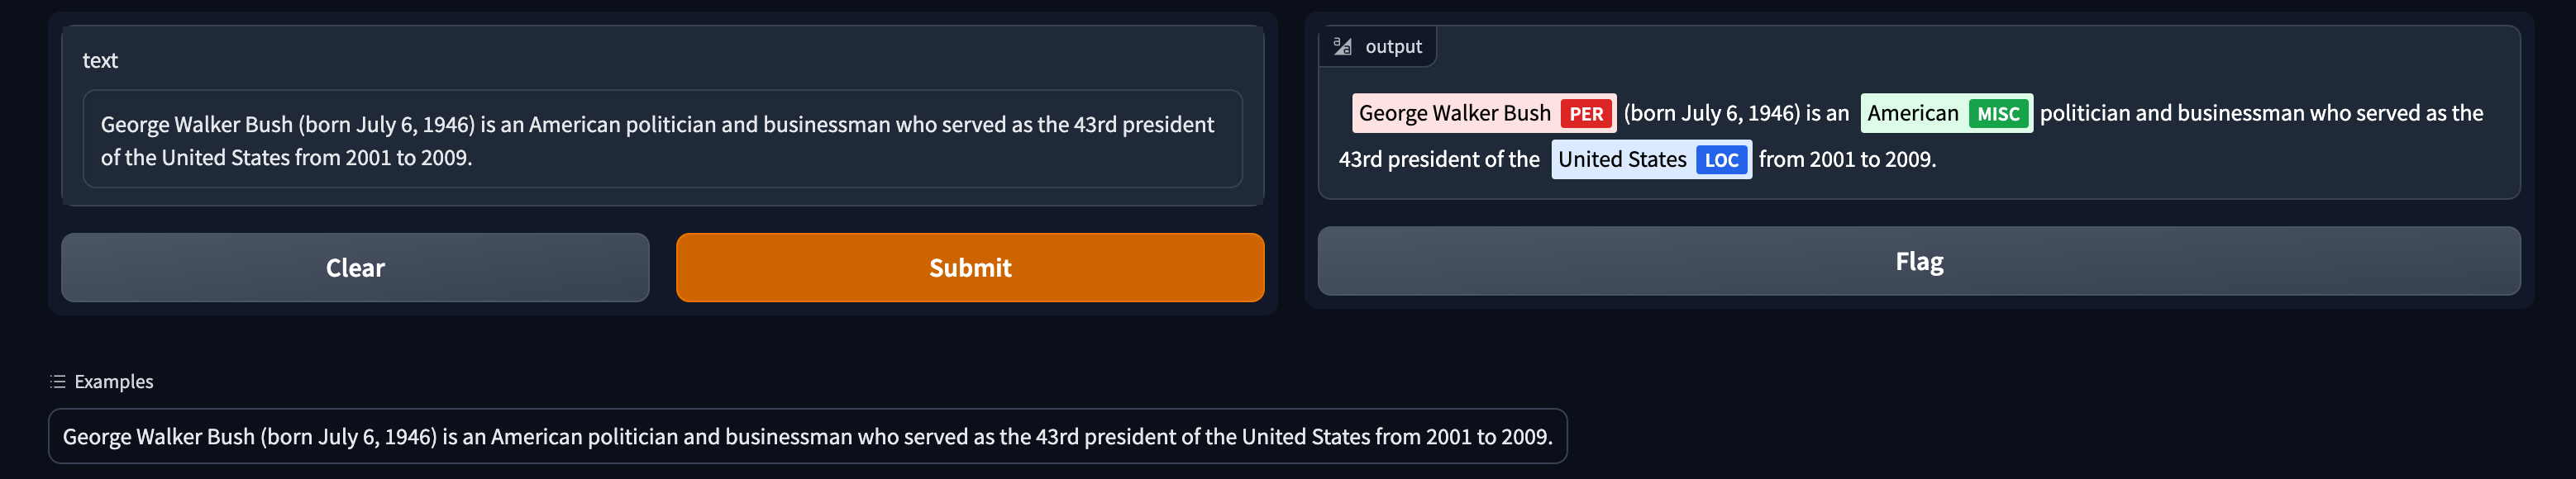 text
George Walker Bush (born July 6, 1946) is an American politician and businessman who served as the 43rd president
of the United States from 2001 to 2009.
Clear
Submit
output
George Walker Bush PER (born July 6, 1946) is an American MISC politician and businessman who served as the
43rd president of the United States LOC from 2001 to 2009.
Flag
Examples
George Walker Bush (born July 6, 1946) is an American politician and businessman who served as the 43rd president of the United States from 2001 to 2009.